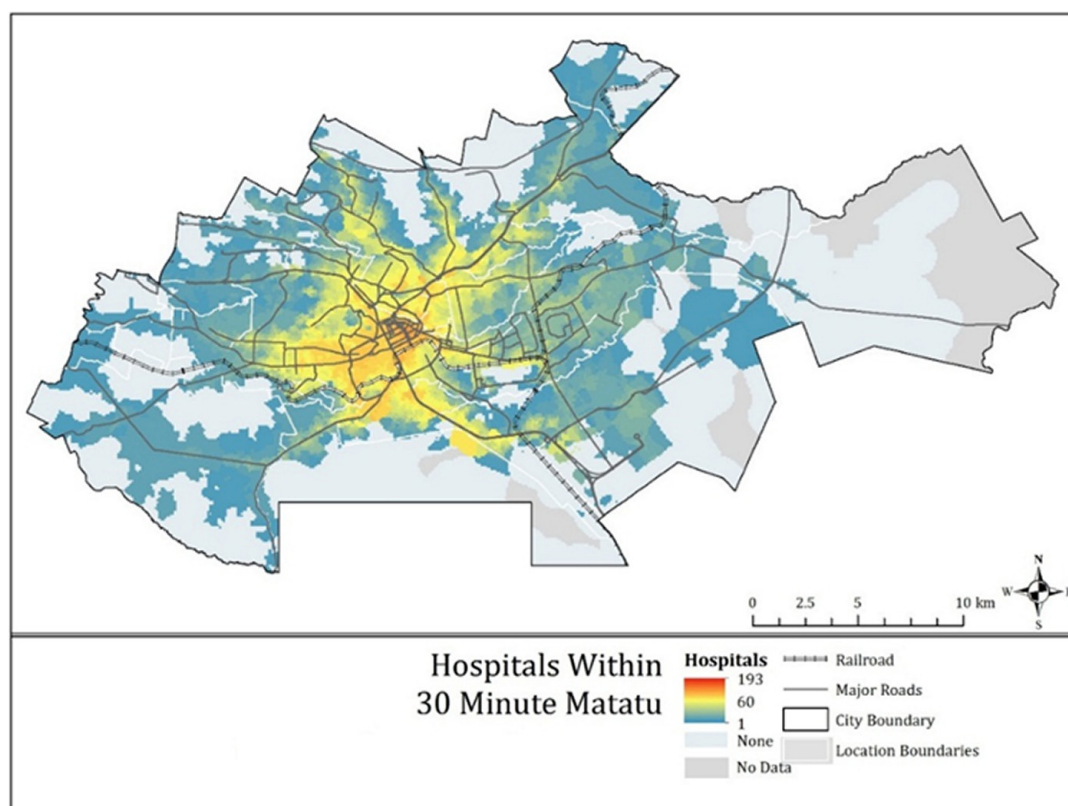 N
W
S
0 2.5 5 10 km
Hospitals Within
30 Minute Matatu
Hospitals
193
60
1
None
No Data
Railroad
Major Roads
City Boundary
Location Boundaries